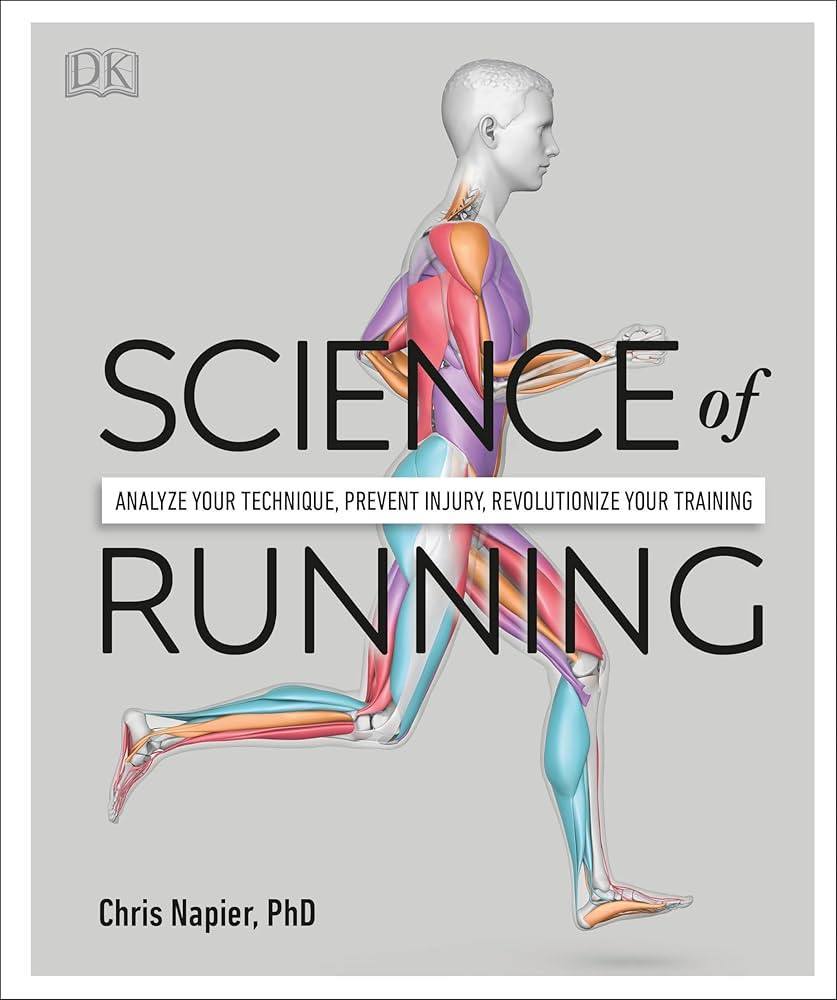 DK
SCIENCE of
ANALYZE YOUR TECHNIQUE, PREVENT INJURY, REVOLUTIONIZE YOUR TRAINING
RUNNING
Chris Napier, PhD